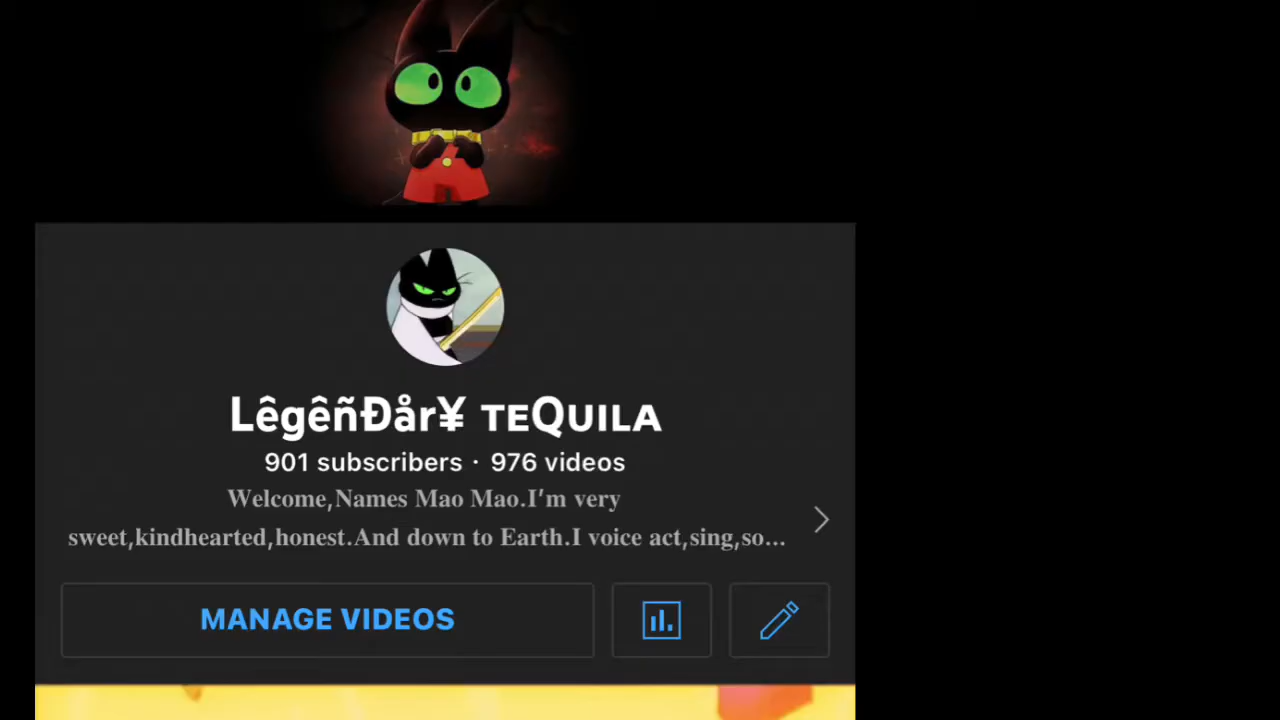 LêgêñÐår¥ ᴛᴇQᴜɪʟᴀ
901 subscribers · 976 videos
Welcome,Names Mao Mao.I′m very
sweet,kindhearted,honest.And down to Earth.I voice act,sing,so...
MANAGE VIDEOS